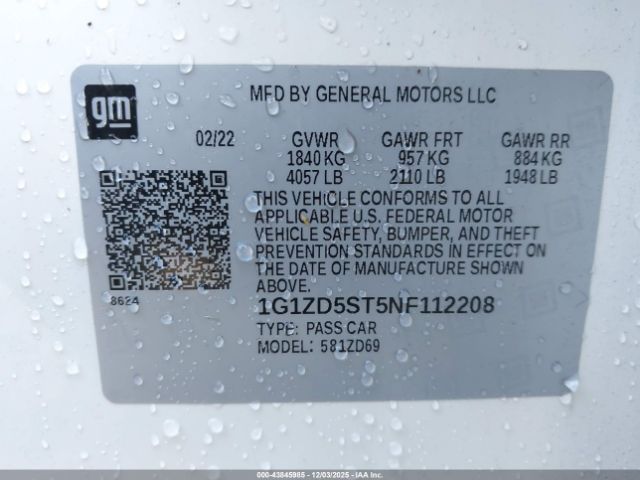 gm
MFD BY GENERAL MOTORS LLC
02/22 GVWR GAWR FRT GAWR RR
1840 KG 957 KG 884 KG
4057 LB 2110 LB 1948 LB
THIS VEHICLE CONFORMS TO ALL
APPLICABLE U.S. FEDERAL MOTOR
VEHICLE SAFETY, BUMPER, AND THEFT
PREVENTION STANDARDS IN EFFECT ON
THE DATE OF MANUFACTURE SHOWN
ABOVE.
8624
1G1ZD5ST5NF112208
TYPE: PASS CAR
MODEL: 581ZD69
000-43845985 - 12/03/2025 - COPART